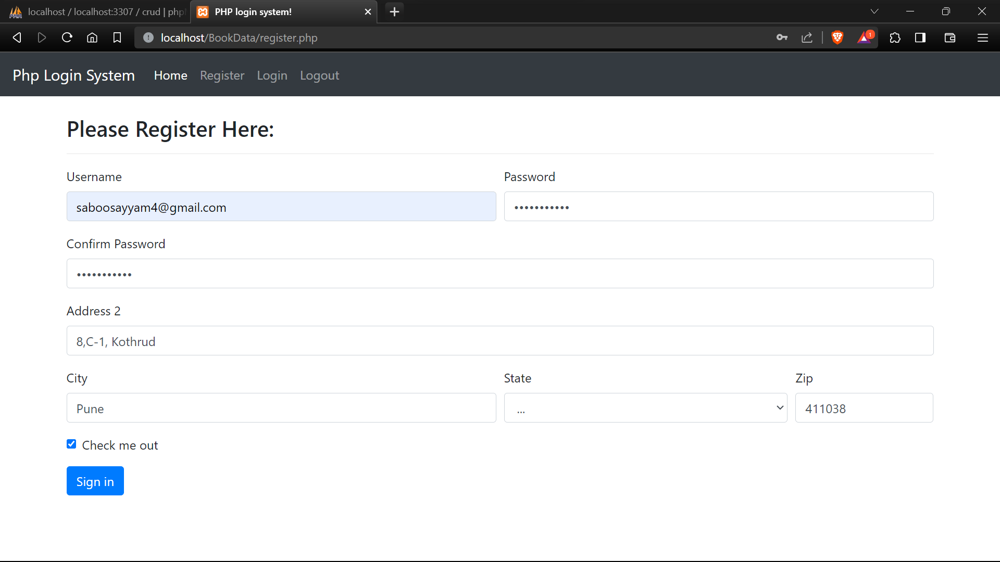 localhost / localhost:3307 / crud | php
PHP login system!
localhost/BookData/register.php
1
Php Login System Home Register Login Logout
Please Register Here:
Username Password
saboosayyam4@gmail.com •••••••••••
Confirm Password
•••••••••••
Address 2
8,C-1, Kothrud
City State Zip
Pune ... 411038
Check me out
Sign in